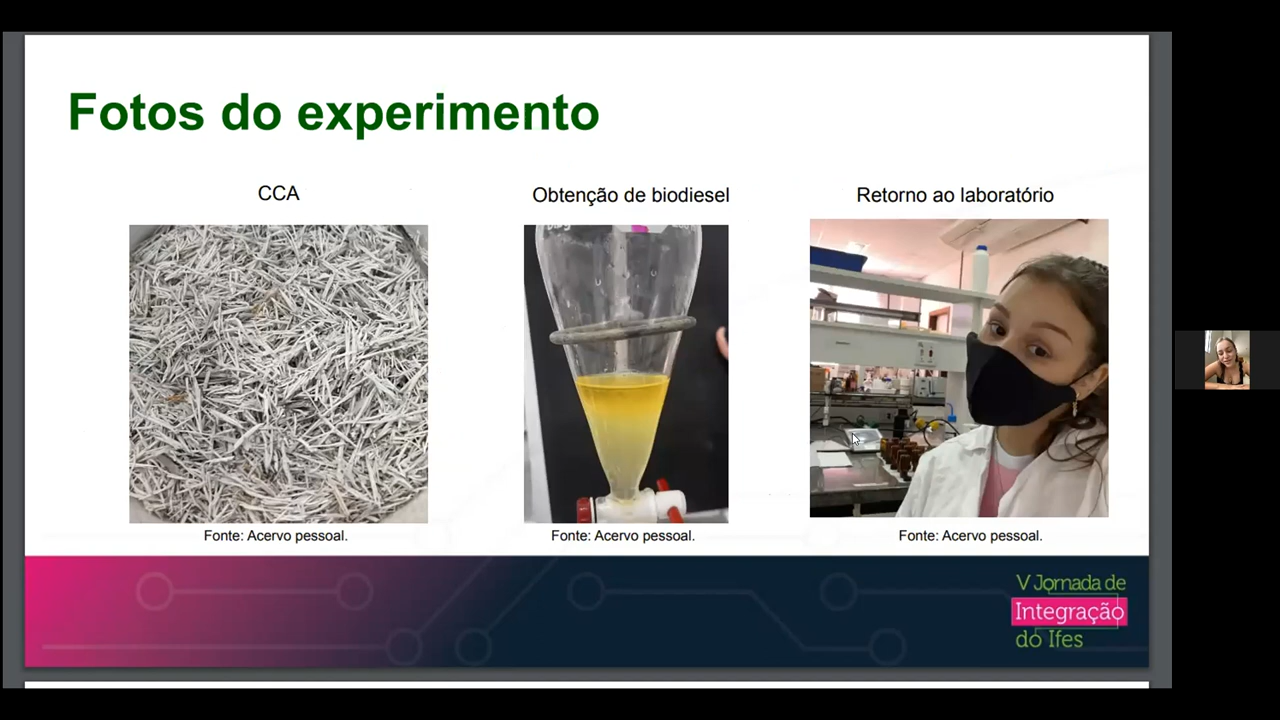 Fotos do experimento
CCA
Obtenção de biodiesel
Retorno ao laboratório
Fonte: Acervo pessoal.
Fonte: Acervo pessoal.
Fonte: Acervo pessoal.
V Jornada de
Integração
do Ifes